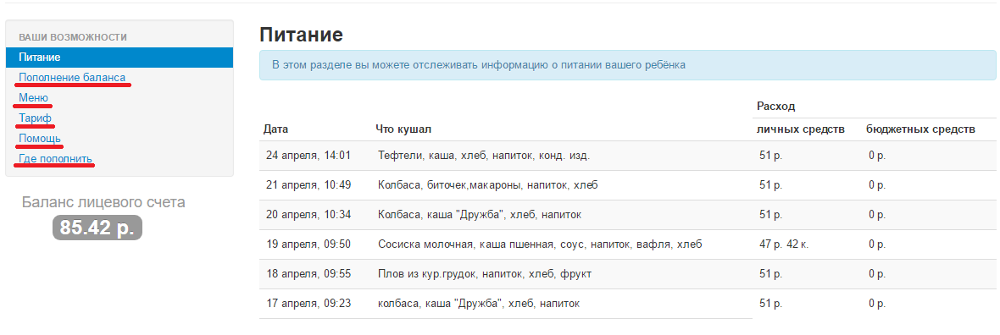 ВАШИ ВОЗМОЖНОСТИ
Питание
Пополнение баланса
Меню
Тариф
Помощь
Где пополнить
Баланс лицевого счета
85.42 р.
Питание
В этом разделе вы можете отслеживать информацию о питании вашего ребёнка
Расход
Дата Что кушал личных средств бюджетных средств
24 апреля, 14:01 Тефтели, каша, хлеб, напиток, конд. изд. 51 р. 0 р.
21 апреля, 10:49 Колбаса, биточек,макароны, напиток, хлеб 51 р. 0 р.
20 апреля, 10:34 Колбаса, каша "Дружба", хлеб, напиток 51 р. 0 р.
19 апреля, 09:50 Сосиска молочная, каша пшенная, соус, напиток, вафля, хлеб 47 р. 42 к. 0 р.
18 апреля, 09:55 Плов из кур.грудок, напиток, хлеб, фрукт 51 р. 0 р.
17 апреля, 09:23 колбаса, каша "Дружба", хлеб, напиток 51 р. 0 р.